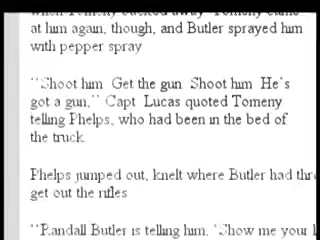 when Tomeny backed away Tomeny came
at him again, though, and Butler sprayed him
with pepper spray
"Shoot him Get the gun Shoot him He's
got a gun," Capt Lucas quoted Tomeny
telling Phelps, who had been in the bed of
the truck
Phelps jumped out, knelt where Butler had
get out the rifles
"Randall Butler is telling him, 'Show me your